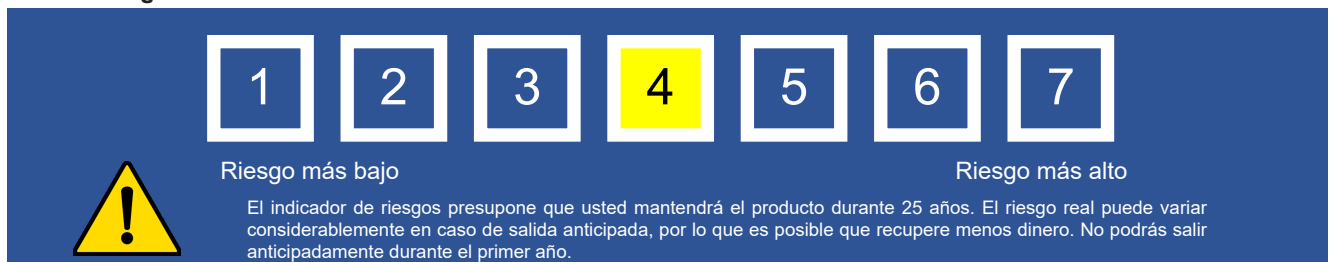 1 2 3 4 5 6 7
Riesgo más bajo Riesgo más alto
El indicador de riesgos presupone que usted mantendrá el producto durante 25 años. El riesgo real puede variar
considerablemente en caso de salida anticipada, por lo que es posible que recupere menos dinero. No podrás salir
anticipadamente durante el primer año.